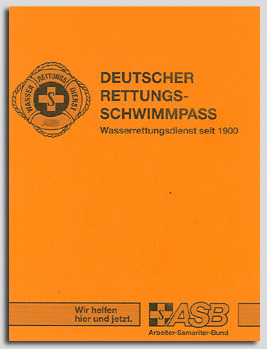 WASSER RETTUNGS DIENST
ASB
DEUTSCHER
RETTUNGS-
SCHWIMMPASS
Wasserrettungsdienst seit 1900
Wir helfen
hier und jetzt.
S ASB
Arbeiter-Samariter-Bund